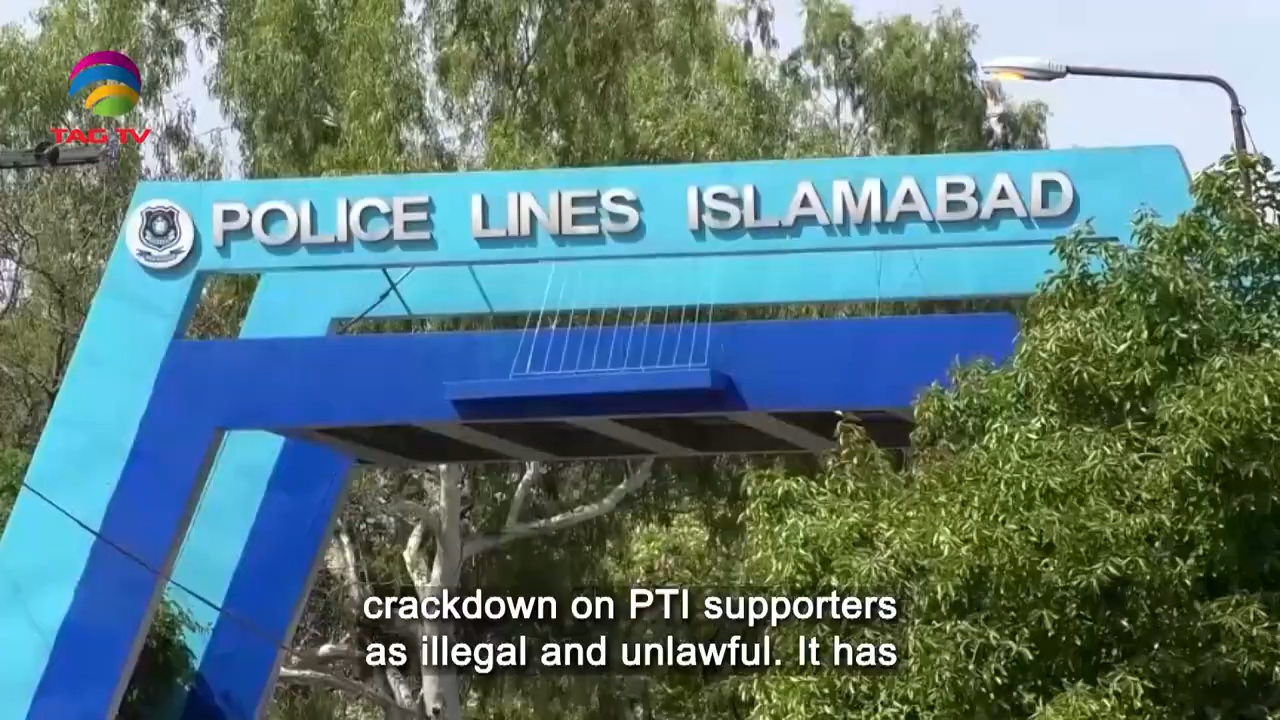 TAG TV
POLICE LINES ISLAMABAD
crackdown on PTI supporters
as illegal and unlawful. It has